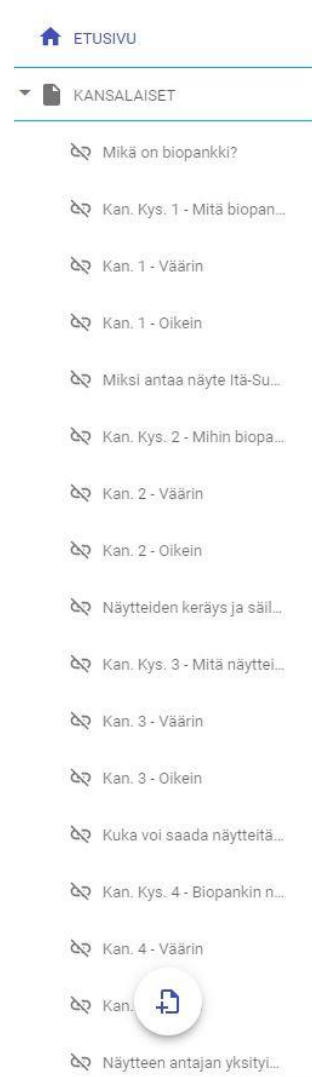 ETUSIVU
KANSALAISET
Mikä on biopankki?
Kan. Kys. 1 - Mitä biopan...
Kan. 1 - Väärin
Kan. 1 - Oikein
Miksi antaa näyte Itä-Su...
Kan. Kys. 2 - Mihin biopa...
Kan. 2 - Väärin
Kan. 2 - Oikein
Näytteiden keräys ja säil...
Kan. Kys. 3 - Mitä näyttei...
Kan. 3 - Väärin
Kan. 3 - Oikein
Kuka voi saada näytteitä...
Kan. Kys. 4 - Biopankin n...
Kan. 4 - Väärin
Kan.
Näytteen antajan yksityi...